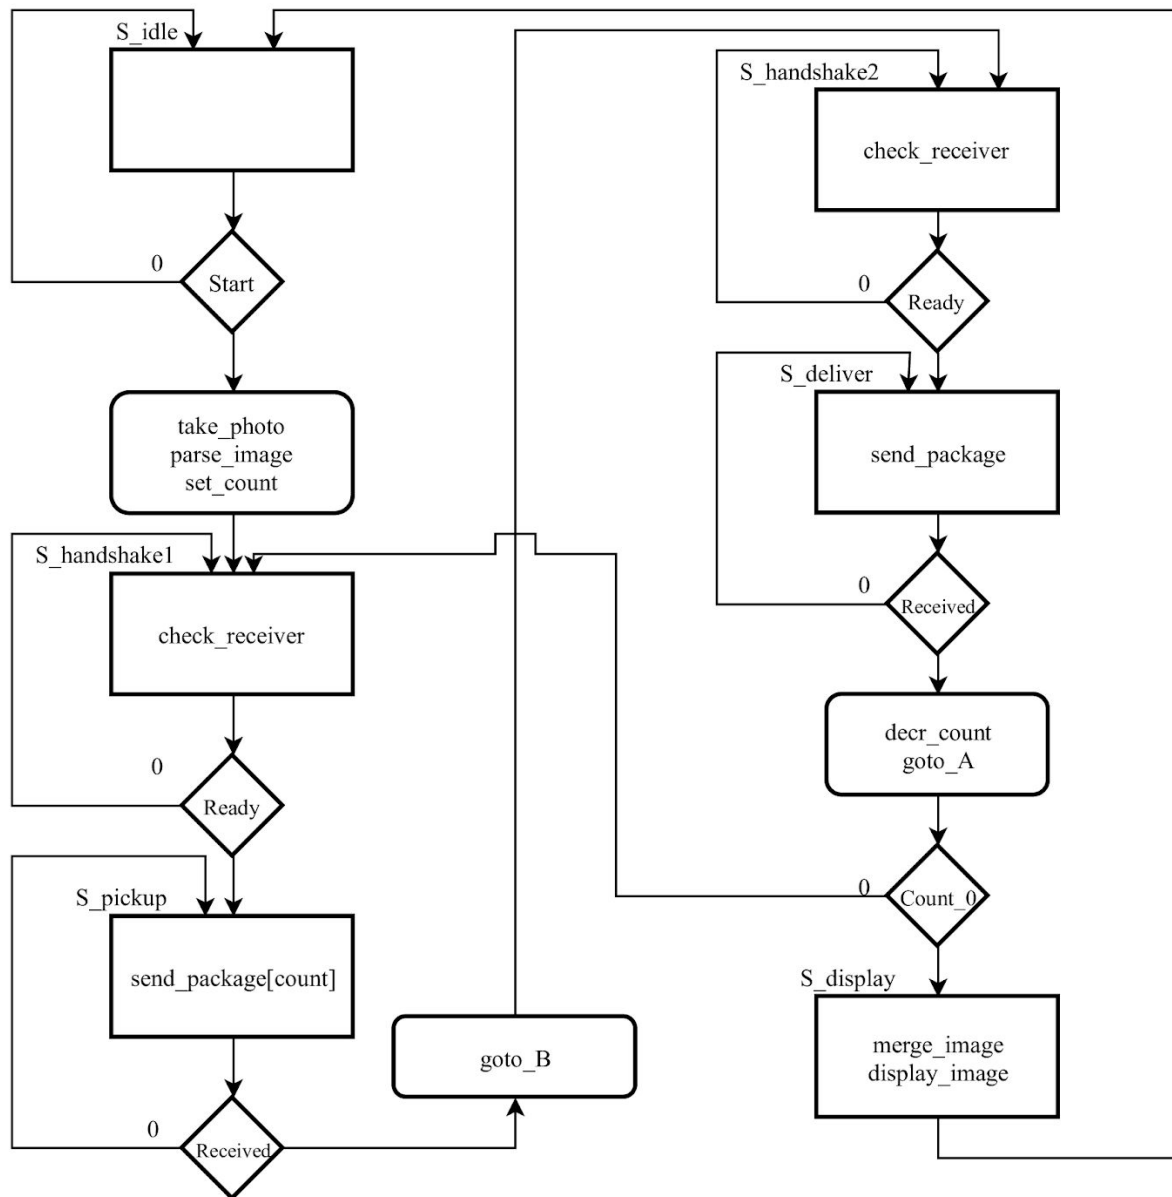 S_idle
0
Start
take_photo
parse_image
set_count
S_handshake1
check_receiver
0
Ready
S_pickup
send_package[count]
0
Received
goto_B
S_handshake2
check_receiver
0
Ready
S_deliver
send_package
0
Received
decr_count
goto_A
0
Count_0
S_display
merge_image
display_image